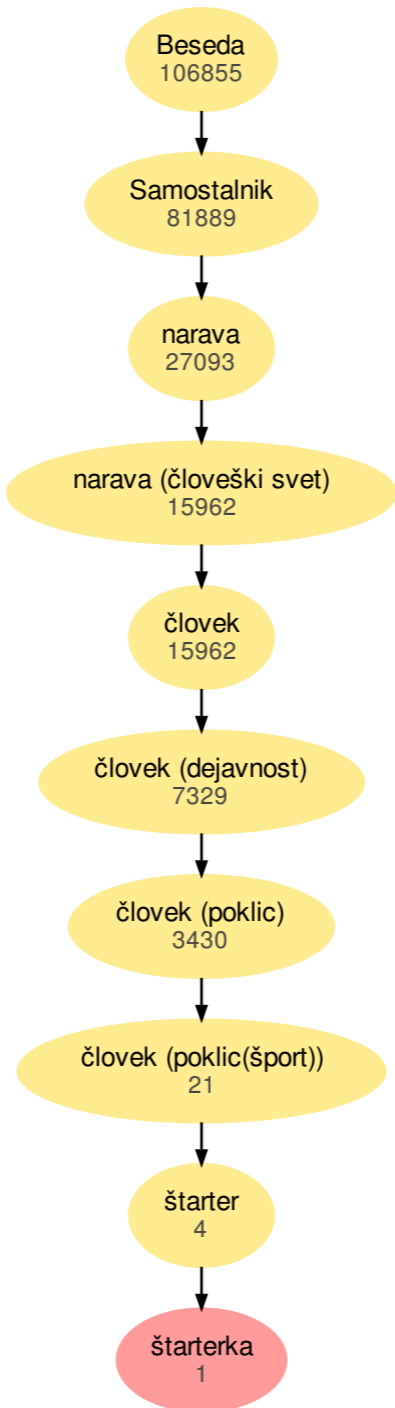 Beseda
106855
Samostalnik
81889
narava
27093
narava (človeški svet)
15962
človek
15962
človek (dejavnost)
7329
človek (poklic)
3430
človek (poklic(šport))
21
štarter
4
štarterka
1